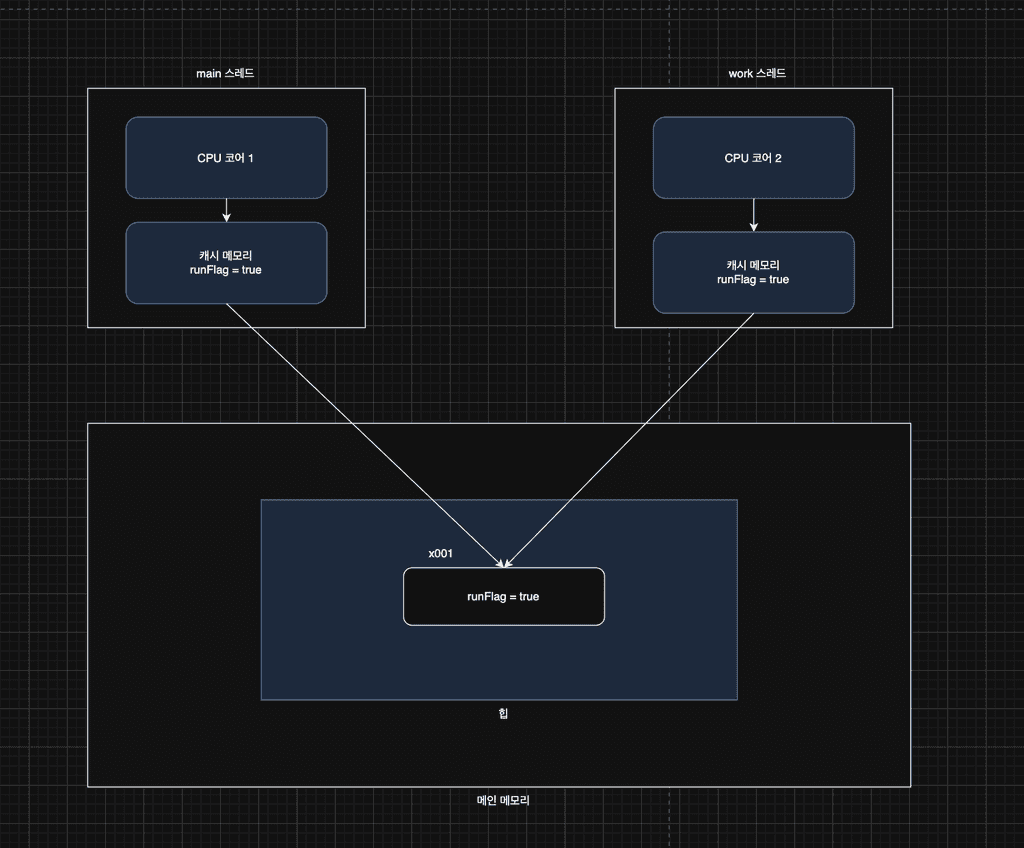 main 스레드
work 스레드
CPU 코어 1
CPU 코어 2
캐시 메모리
runFlag = true
캐시 메모리
runFlag = true
x001
runFlag = true
힙
메인 메모리